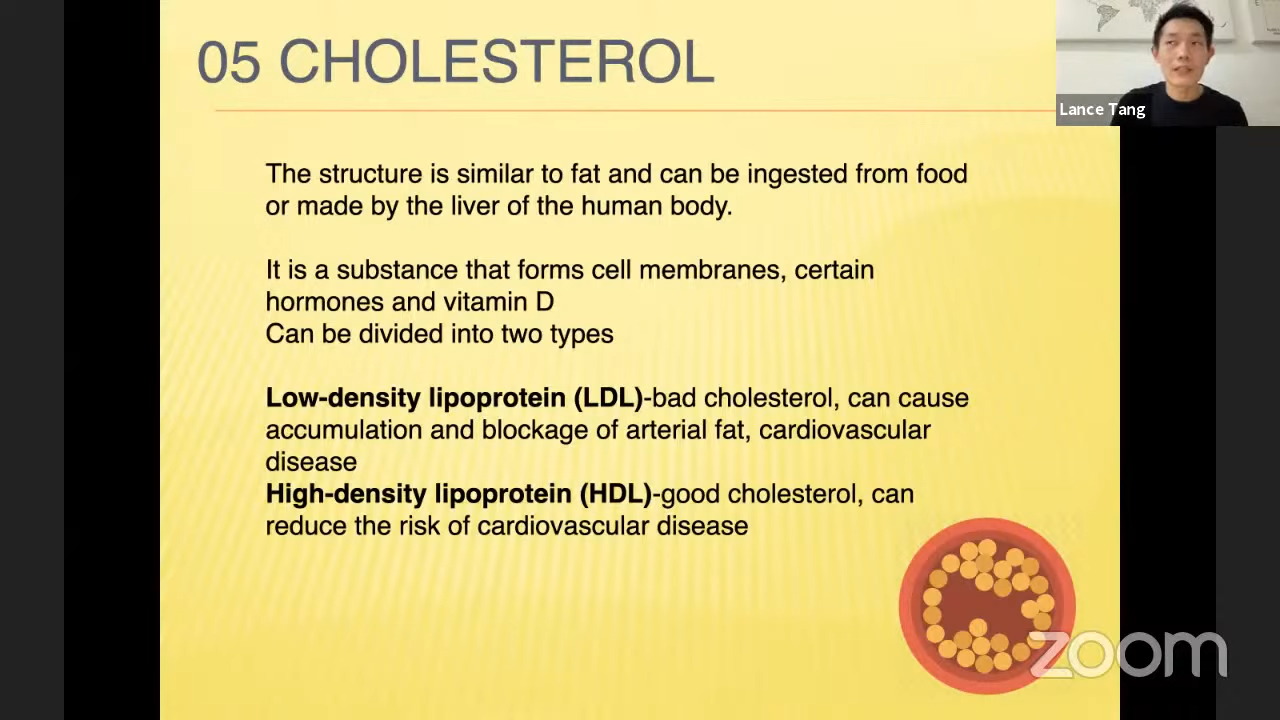 05 CHOLESTEROL
Lance Tang
The structure is similar to fat and can be ingested from food
or made by the liver of the human body.
It is a substance that forms cell membranes, certain
hormones and vitamin D
Can be divided into two types
Low-density lipoprotein (LDL)-bad cholesterol, can cause
accumulation and blockage of arterial fat, cardiovascular
disease
High-density lipoprotein (HDL)-good cholesterol, can
reduce the risk of cardiovascular disease
zoom